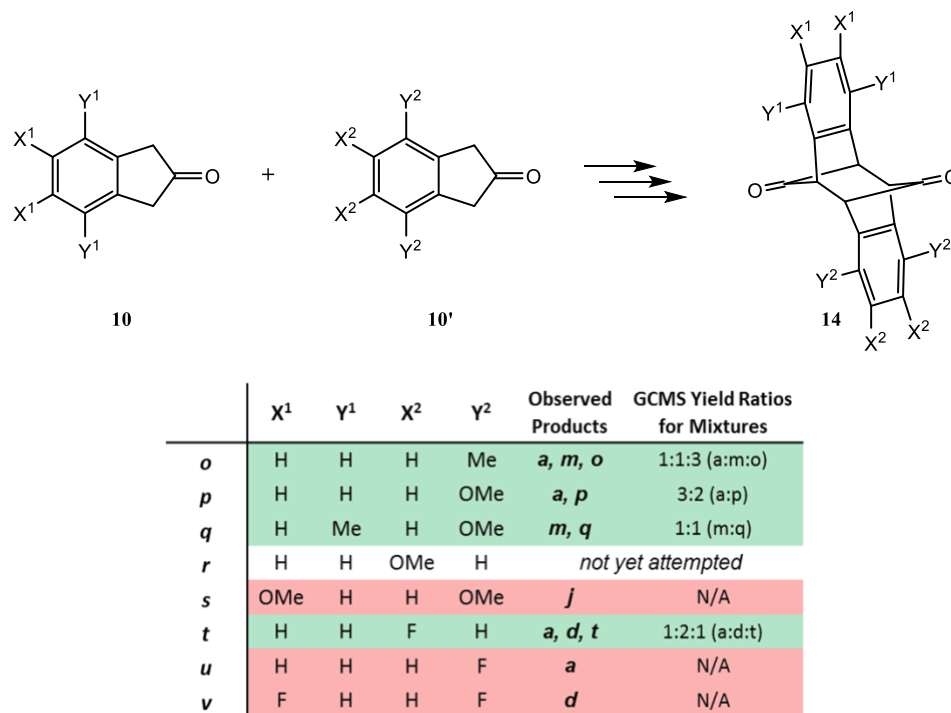 X¹ X¹
Y¹ Y² Y¹
X¹ X² Y¹
O + O O O
X¹ X² Y²
Y¹ Y² Y²
10 10' 14 X² X²
X¹ Y¹ X² Y² Observed Products GCMS Yield Ratios for Mixtures
o H H H Me a, m, o 1:1:3 (a:m:o)
p H H H OMe a, p 3:2 (a:p)
q H Me H OMe m, q 1:1 (m:q)
r H H OMe H not yet attempted
s OMe H H OMe j N/A
t H H F H a, d, t 1:2:1 (a:d:t)
u H H H F a N/A
v F H H F d N/A